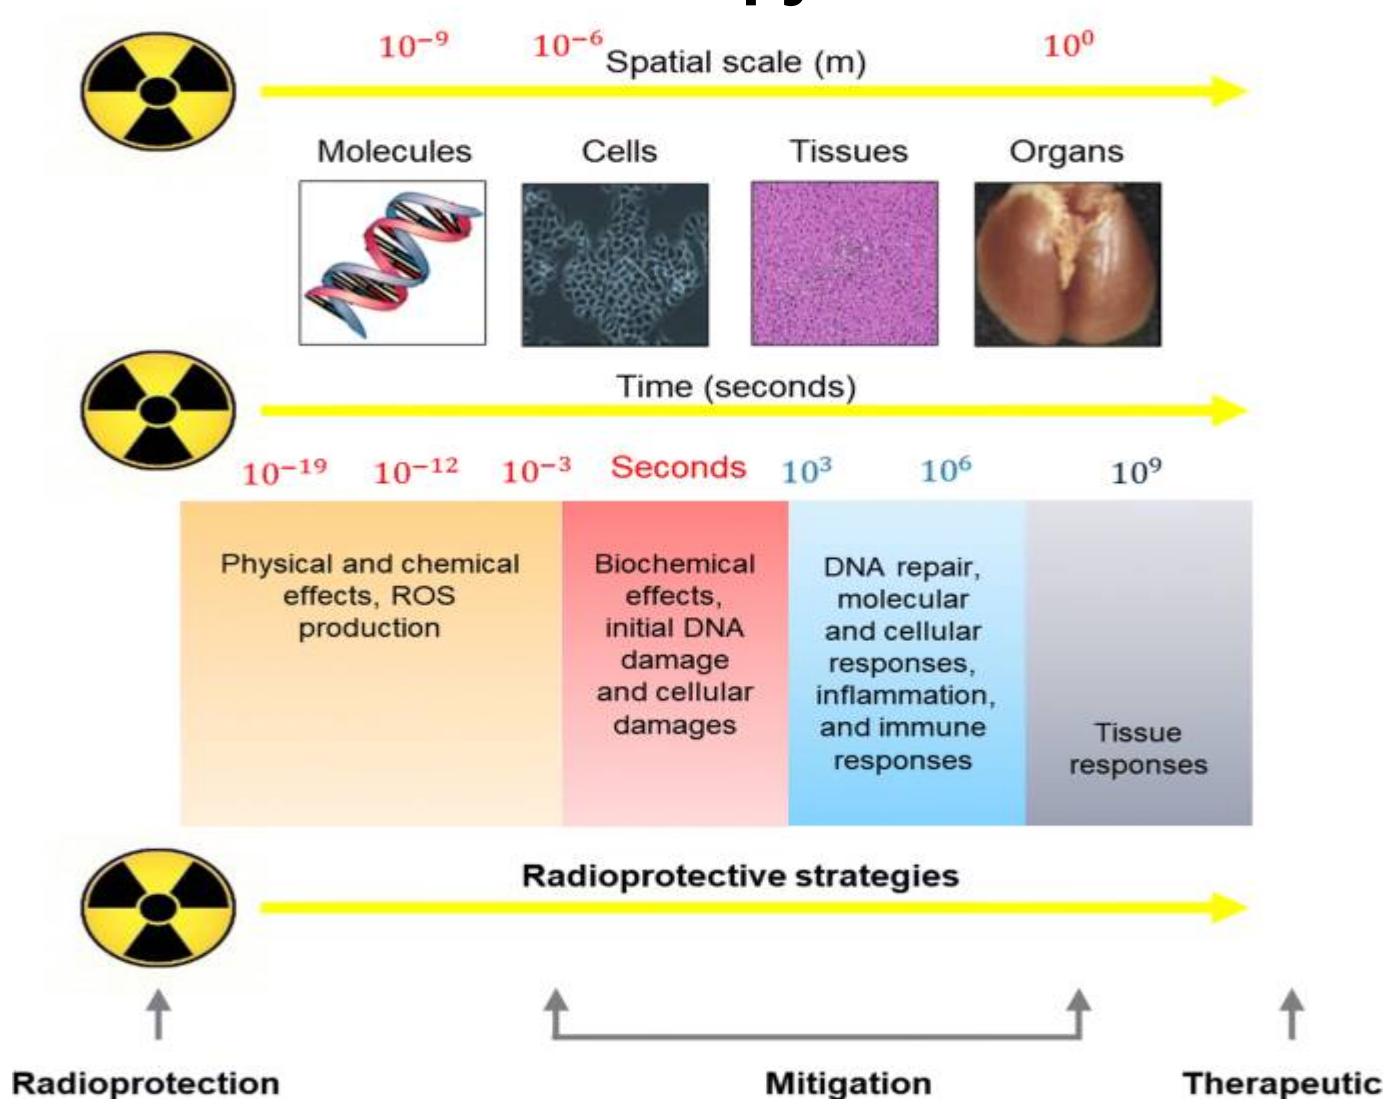 10⁻⁹ 10⁻⁶ 10⁰
Spatial scale (m)
Molecules Cells Tissues Organs
Time (seconds)
10⁻¹⁹ 10⁻¹² 10⁻³ Seconds 10³ 10⁶ 10⁹
Physical and chemical
effects, ROS
production
Biochemical
effects,
initial DNA
damage
and cellular
damages
DNA repair,
molecular
and cellular
responses,
inflammation,
and immune
responses
Tissue
responses
Radioprotective strategies
Radioprotection Mitigation Therapeutic